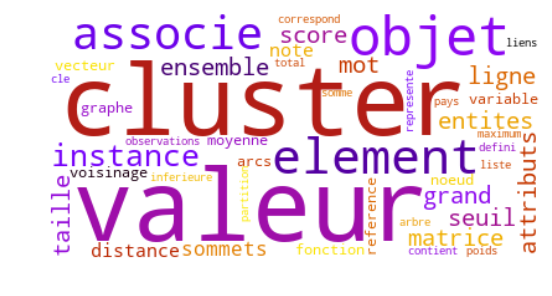 correspond
associe
score
objet
liens
note
vecteur
ensemble
total
mot
ligne
cle
cluster
somme
represente
graphe
pays
variable
entites
observations
moyenne
maximum
instance
arcs
element
defini
voisinage
inferieure
liste
taille
valeur
partition
reference
noeud
grand
attributs
arbre
seuil
distance
sommets
fonction
matrice
contient
poids